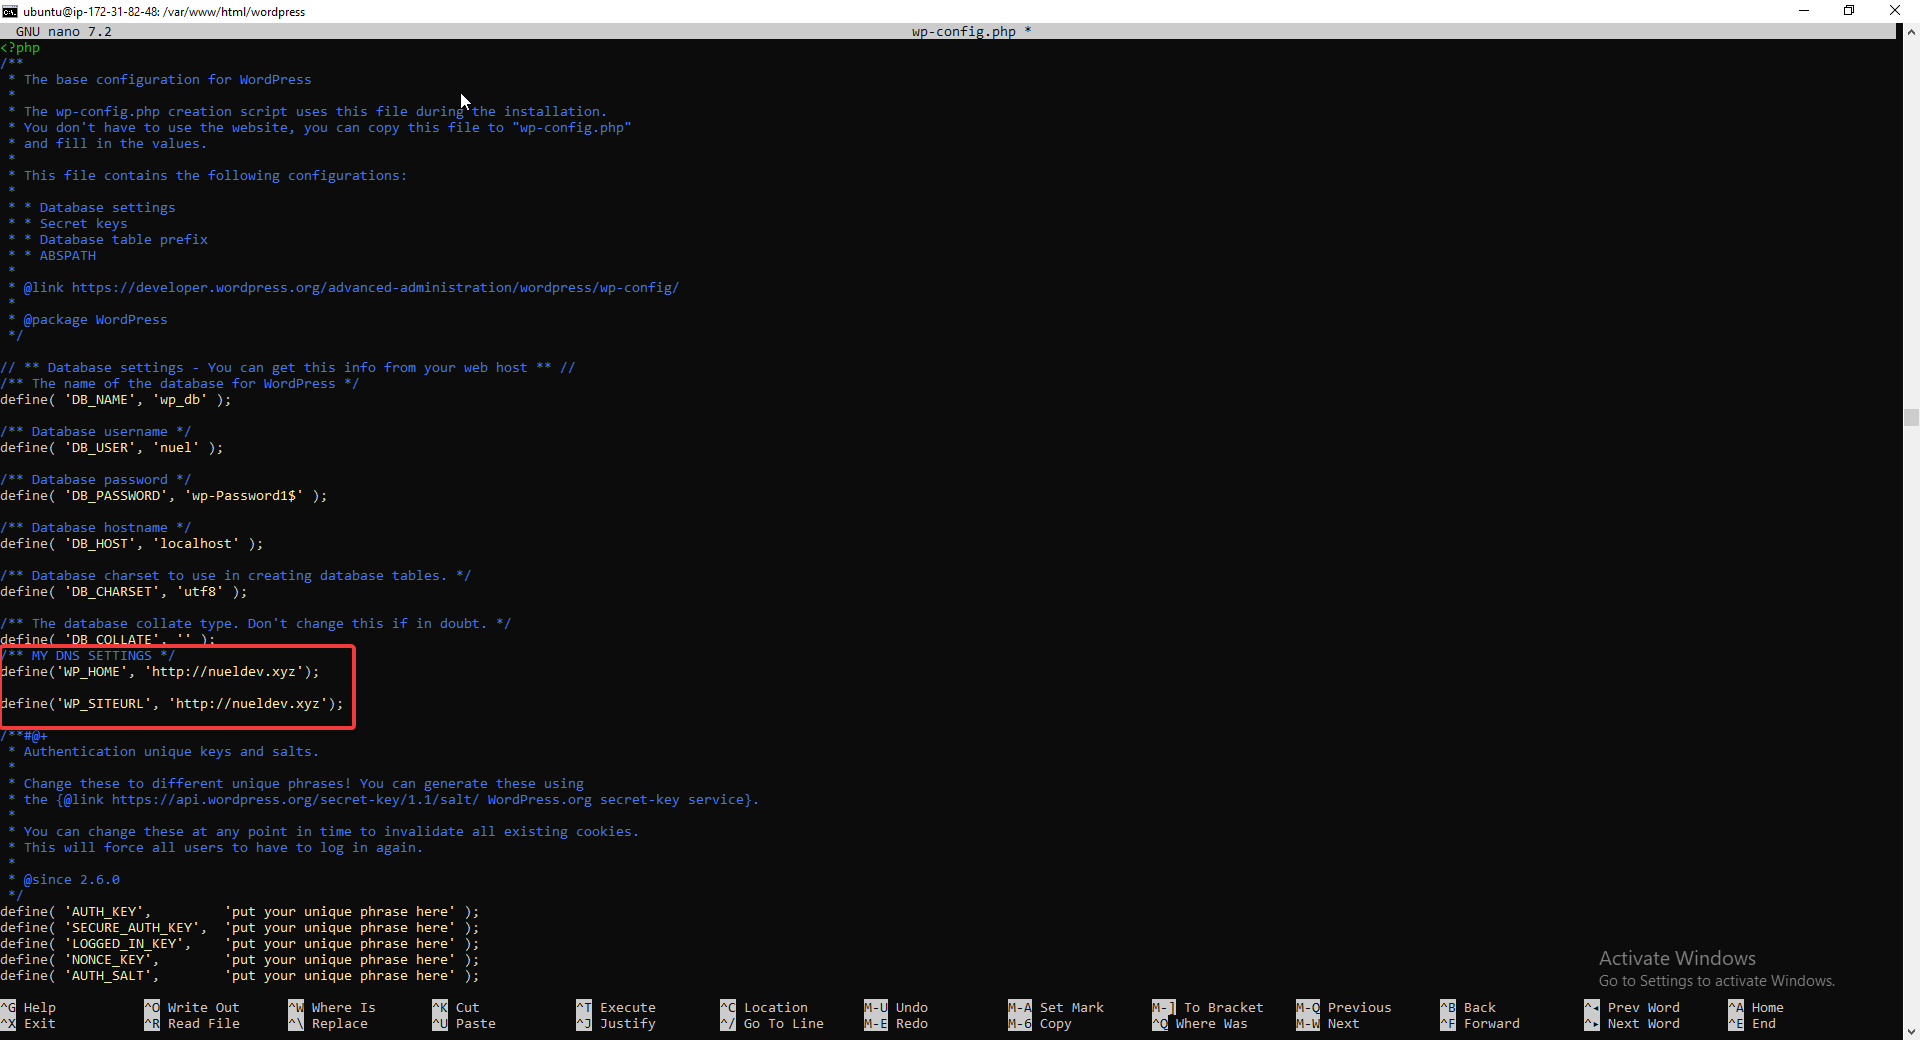 ubuntu@ip-172-31-82-48: /var/www/html/wordpress
GNU nano 7.2 wp-config.php *
<?php
/**
 * The base configuration for WordPress
 *
 * The wp-config.php creation script uses this file during the installation.
 * You don't have to use the website, you can copy this file to "wp-config.php"
 * and fill in the values.
 *
 * This file contains the following configurations:
 *
 * * Database settings
 * * Secret keys
 * * Database table prefix
 * * ABSPATH
 *
 * @link https://developer.wordpress.org/advanced-administration/wordpress/wp-config/
 *
 * @package WordPress
 */
// ** Database settings - You can get this info from your web host ** //
/** The name of the database for WordPress */
define( 'DB_NAME', 'wp_db' );
/** Database username */
define( 'DB_USER', 'nuel' );
/** Database password */
define( 'DB_PASSWORD', 'wp-Password1$' );
/** Database hostname */
define( 'DB_HOST', 'localhost' );
/** Database charset to use in creating database tables. */
define( 'DB_CHARSET', 'utf8' );
/** The database collate type. Don't change this if in doubt. */
define( 'DB_COLLATE', '' );
/** MY DNS SETTINGS */
define('WP_HOME', 'http://nueldev.xyz');
define('WP_SITEURL', 'http://nueldev.xyz');
/**#@+
 * Authentication unique keys and salts.
 *
 * Change these to different unique phrases! You can generate these using
 * the {@link https://api.wordpress.org/secret-key/1.1/salt/ WordPress.org secret-key service}.
 *
 * You can change these at any point in time to invalidate all existing cookies.
 * This will force all users to have to log in again.
 *
 * @since 2.6.0
 */
define( 'AUTH_KEY',         'put your unique phrase here' );
define( 'SECURE_AUTH_KEY',  'put your unique phrase here' );
define( 'LOGGED_IN_KEY',    'put your unique phrase here' );
define( 'NONCE_KEY',        'put your unique phrase here' );
define( 'AUTH_SALT',        'put your unique phrase here' );
Activate Windows
Go to Settings to activate Windows.
^G Help ^O Write Out ^W Where Is ^K Cut ^T Execute ^C Location M-U Undo M-A Set Mark M-] To Bracket M-Q Previous ^B Back ^◂ Prev Word ^A Home
^X Exit ^R Read File ^\ Replace ^U Paste ^J Justify ^/ Go To Line M-E Redo M-6 Copy ^Q Where Was M-W Next ^F Forward ^▸ Next Word ^E End